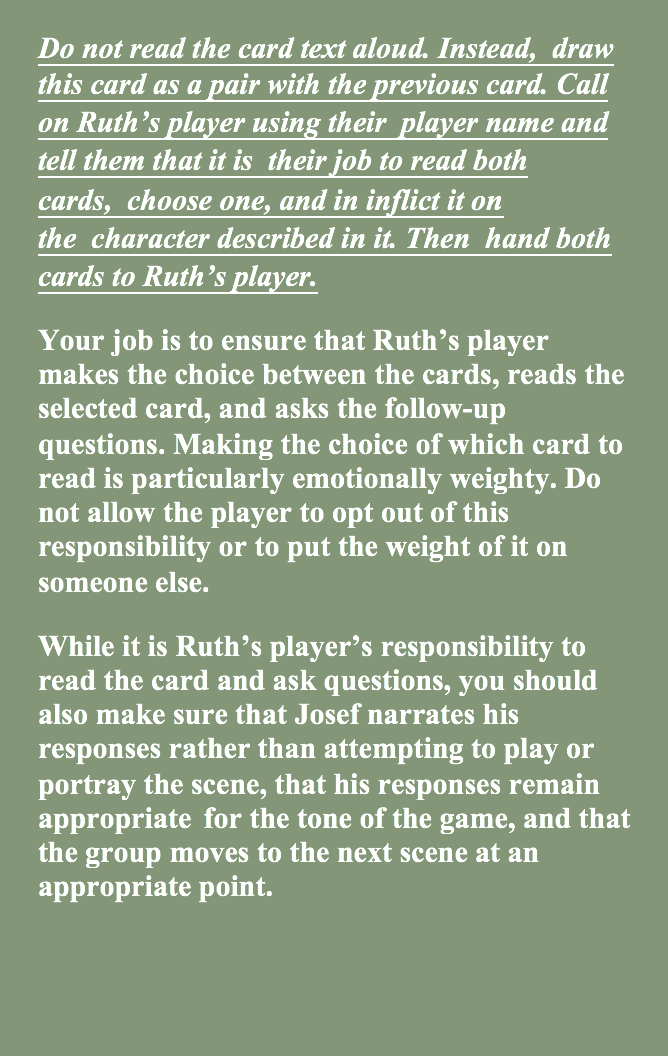 Do not read the card text aloud. Instead, draw
this card as a pair with the previous card. Call
on Ruth’s player using their player name and
tell them that it is their job to read both
cards, choose one, and in inflict it on
the character described in it. Then hand both
cards to Ruth’s player.
Your job is to ensure that Ruth’s player
makes the choice between the cards, reads the
selected card, and asks the follow-up
questions. Making the choice of which card to
read is particularly emotionally weighty. Do
not allow the player to opt out of this
responsibility or to put the weight of it on
someone else.
While it is Ruth’s player’s responsibility to
read the card and ask questions, you should
also make sure that Josef narrates his
responses rather than attempting to play or
portray the scene, that his responses remain
appropriate for the tone of the game, and that
the group moves to the next scene at an
appropriate point.